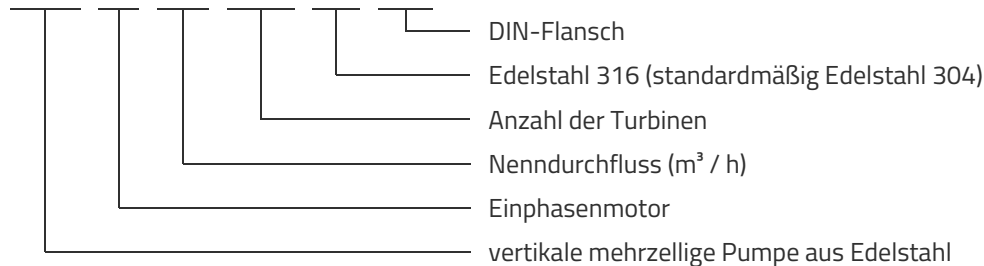 DIN-Flansch
Edelstahl 316 (standardmäßig Edelstahl 304)
Anzahl der Turbinen
Nenndurchfluss (m³ / h)
Einphasenmotor
vertikale mehrzellige Pumpe aus Edelstahl